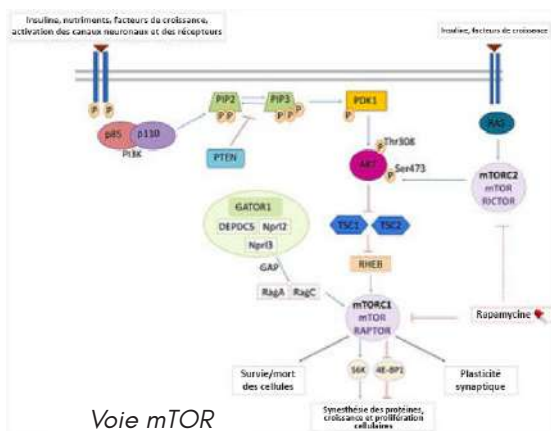 Insuline, nutriments, facteurs de croissance,
activation des canaux neuronaux et des récepteurs
Insuline, facteurs de croissance
P P
p85 p110
PI3K
PIP2
P P
PIP3
P P P
PTEN
PDK1
P
RAS
P Thr308
AKT
P Ser473
mTORC2
mTOR
RICTOR
TSC1 TSC2
GATOR1
DEPDC5 Nprl2
Nprl3
GAP
RagA RagC
RHEB
mTORC1
mTOR
RAPTOR
Rapamycine
S6K 4E-BP1
Survie/mort
des cellules
Plasticité
synaptique
Synesthésie des protéines,
croissance et prolifération
cellulaires
Voie mTOR